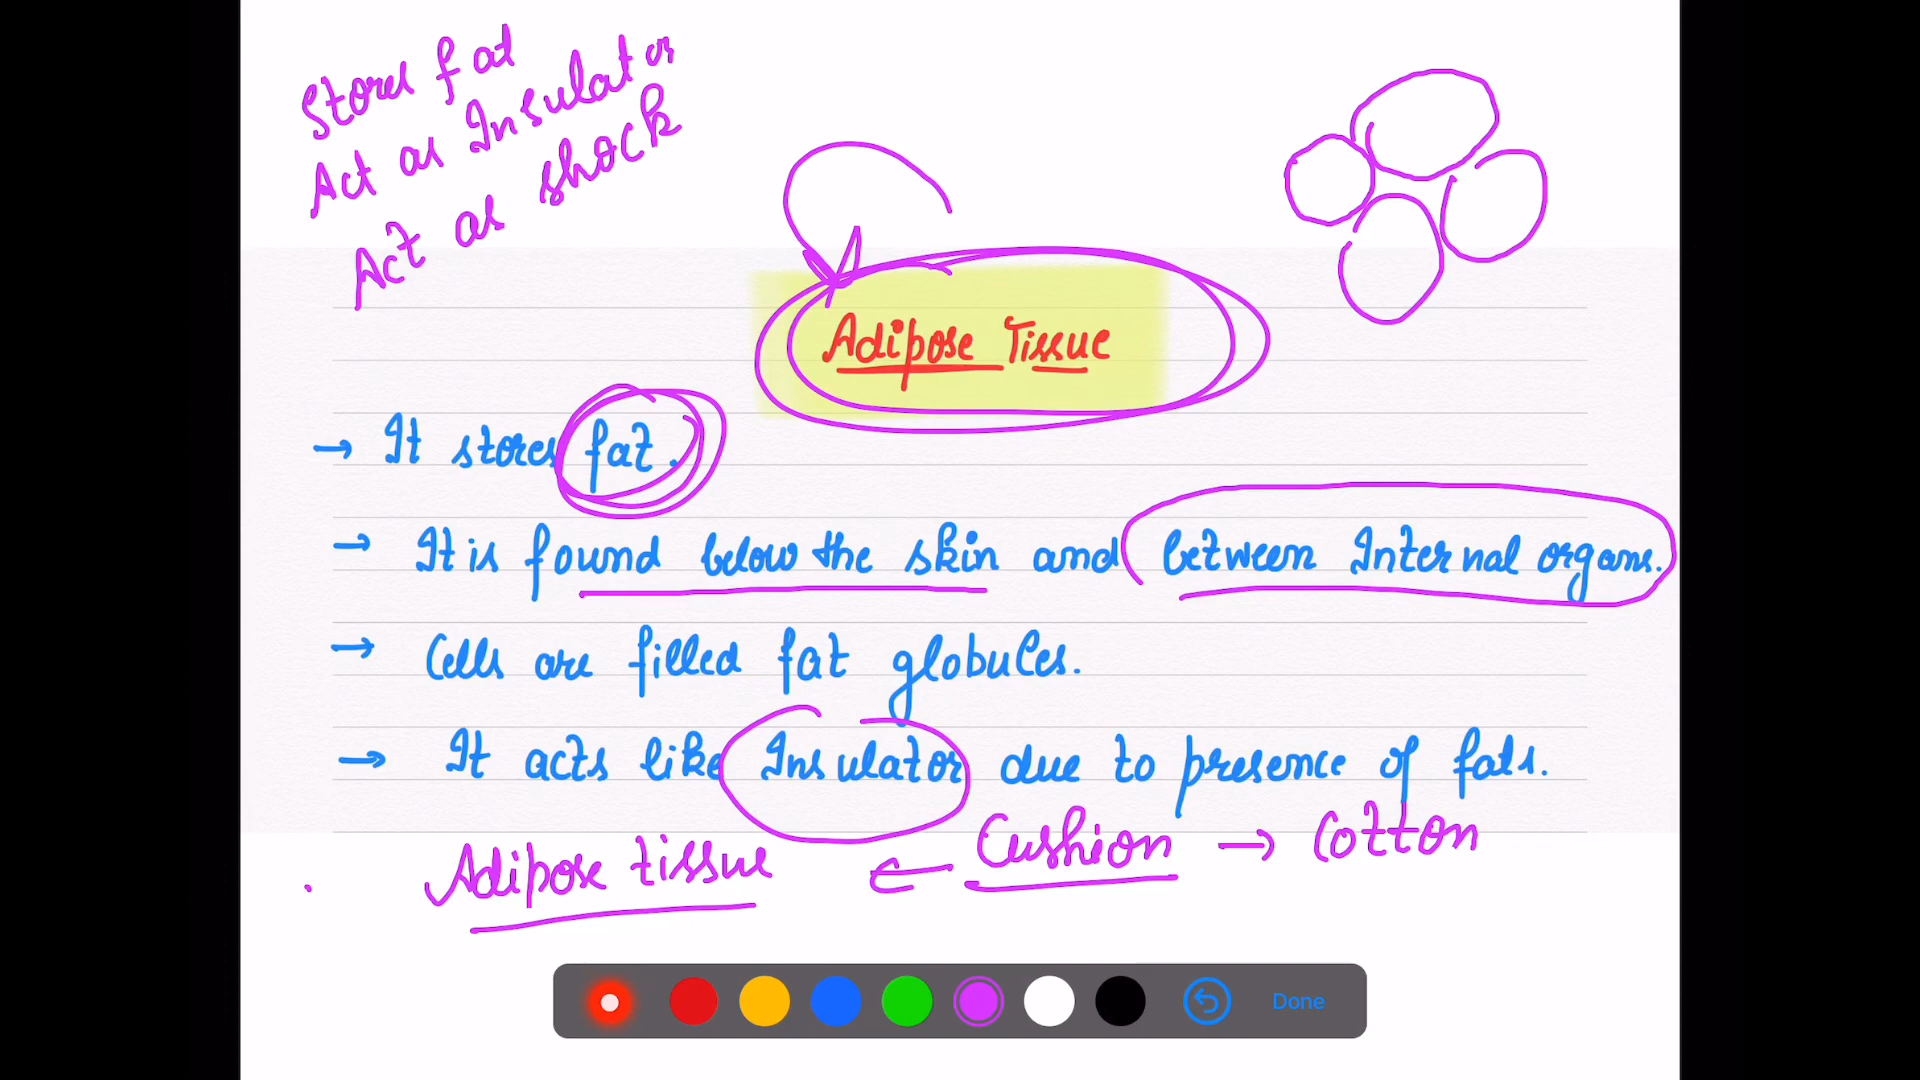 Stores fat
Act as Insulator
Act as shock
Adipose Tissue
→ It stores fat.
→ It is found below the skin and between Internal organs.
→ Cells are filled fat globules.
→ It acts like Insulator due to presence of fats.
Adipose tissue ← Cushion → Cotton
Done